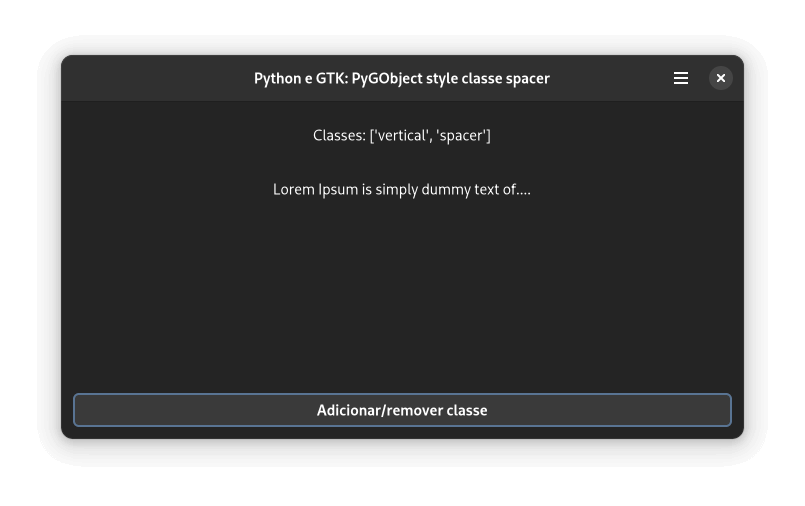 Python e GTK: PyGObject style classe spacer
Classes: ['vertical', 'spacer']
Lorem Ipsum is simply dummy text of....
Adicionar/remover classe